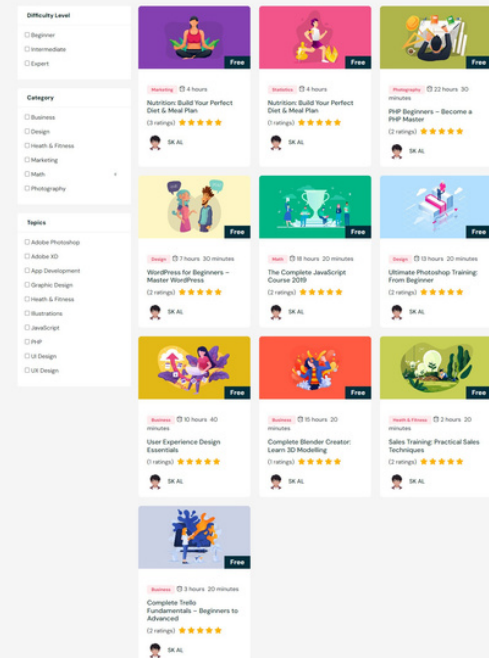 Difficulty Level
Beginner
Intermediate
Expert
Category
Business
Design
Heath & Fitness
Marketing
Math +
Photography
Topics
Adobe Photoshop
Adobe XD
App Development
Graphic Design
Heath & Fitness
Illustrations
JavaScript
PHP
UI Design
UX Design
Free
Marketing 4 hours
Nutrition: Build Your Perfect
Diet & Meal Plan
(3 ratings)
SK AL
Free
Statistics 4 hours
Nutrition: Build Your Perfect
Diet & Meal Plan
(1 ratings)
SK AL
Free
Photography 22 hours 30
minutes
PHP Beginners – Become a
PHP Master
(2 ratings)
SK AL
Free
Design 7 hours 30 minutes
WordPress for Beginners –
Master WordPress
(2 ratings)
SK AL
Free
Math 18 hours 20 minutes
The Complete JavaScript
Course 2019
(2 ratings)
SK AL
Free
Design 13 hours 20 minutes
Ultimate Photoshop Training:
From Beginner
(2 ratings)
SK AL
Free
Business 10 hours 40
minutes
User Experience Design
Essentials
(1 ratings)
SK AL
Free
Business 15 hours 20
minutes
Complete Blender Creator:
Learn 3D Modelling
(1 ratings)
SK AL
Free
Heath & Fitness 2 hours 20
minutes
Sales Training: Practical Sales
Techniques
(2 ratings)
SK AL
Free
Business 3 hours 20 minutes
Complete Trello
Fundamentals – Beginners to
Advanced
(2 ratings)
SK AL